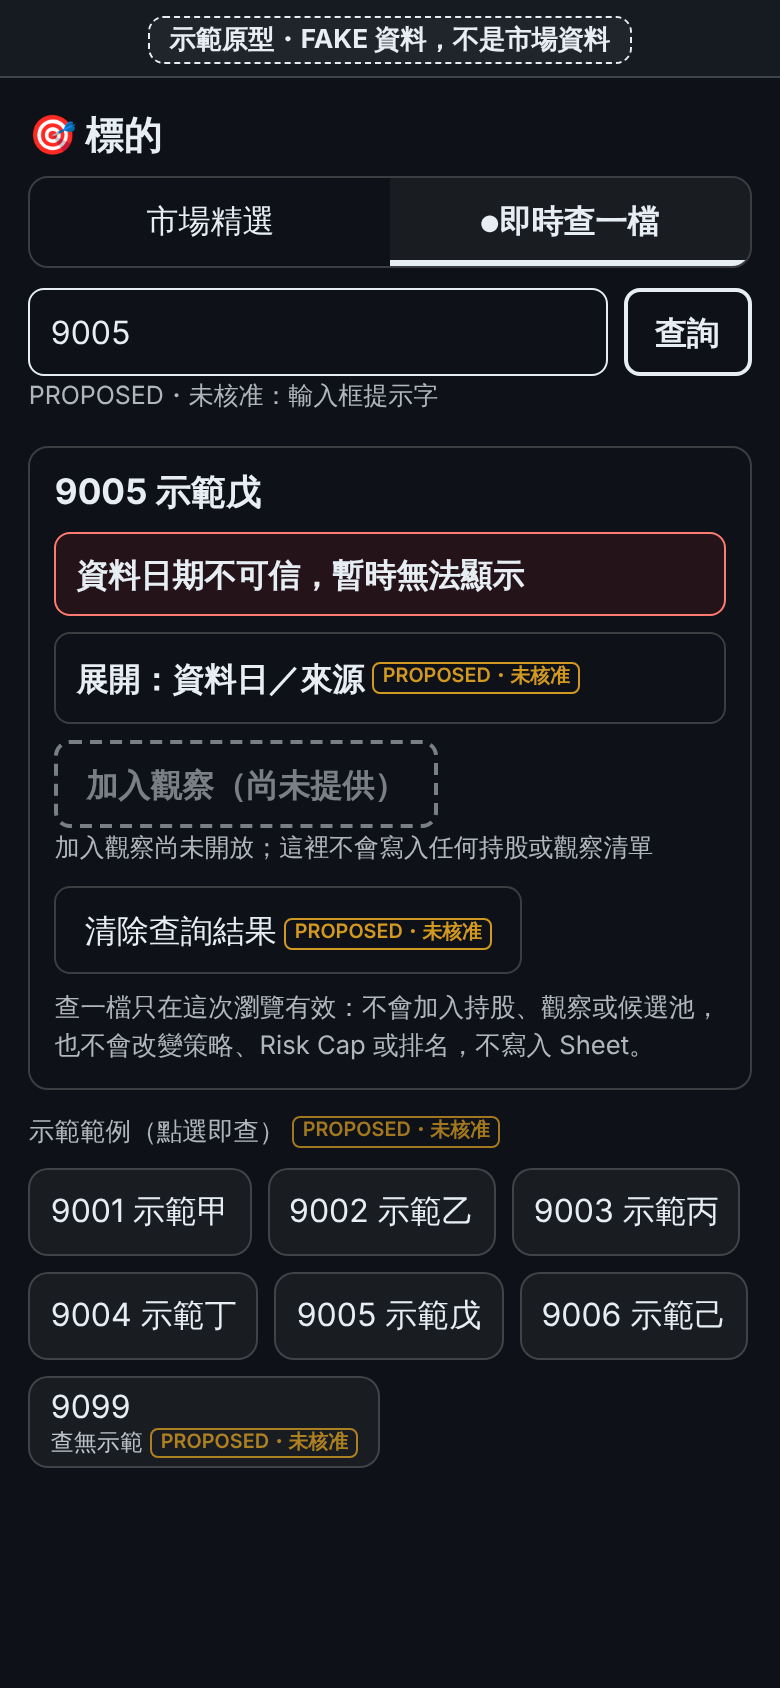 示範原型・FAKE 資料，不是市場資料
標的
市場精選
●即時查一檔
9005
查詢
PROPOSED・未核准：輸入框提示字
9005 示範戊
資料日期不可信，暫時無法顯示
展開：資料日／來源 PROPOSED・未核准
加入觀察（尚未提供）
加入觀察尚未開放；這裡不會寫入任何持股或觀察清單
清除查詢結果 PROPOSED・未核准
查一檔只在這次瀏覽有效：不會加入持股、觀察或候選池，
也不會改變策略、Risk Cap 或排名，不寫入 Sheet。
示範範例（點選即查） PROPOSED・未核准
9001 示範甲
9002 示範乙
9003 示範丙
9004 示範丁
9005 示範戊
9006 示範己
9099
查無示範 PROPOSED・未核准